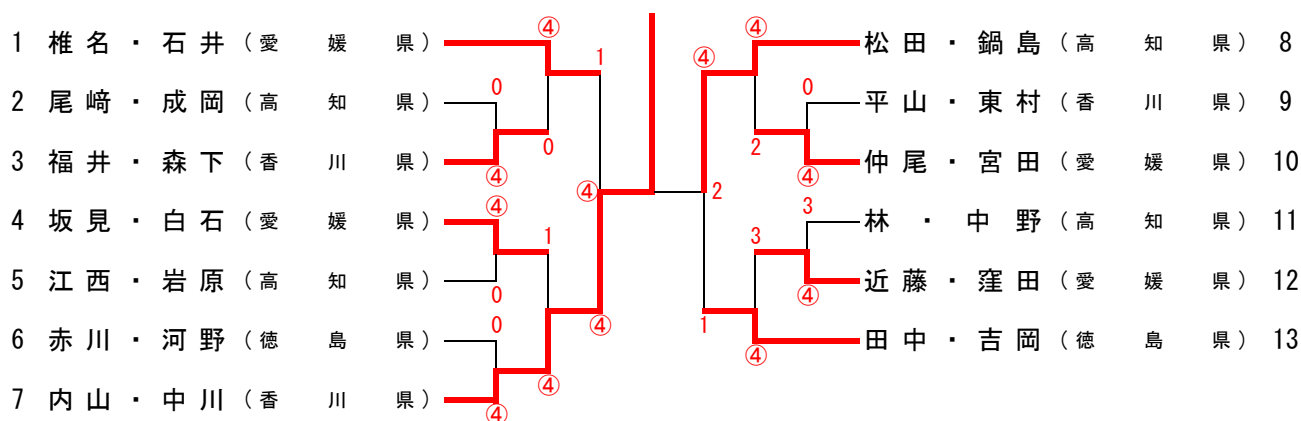 ④
1 椎名・石井（愛媛県）
1
0
2 尾﨑・成岡（高知県）
0
3 福井・森下（香川県）
④
④
4 坂見・白石（愛媛県）
1
5 江西・岩原（高知県）
0
0
④
6 赤川・河野（徳島県）
④
7 内山・中川（香川県）
④
④
2
④
④
松田・鍋島（高知県） 8
0
平山・東村（香川県） 9
2
仲尾・宮田（愛媛県） 10
④
3
林・中野（高知県） 11
3
近藤・窪田（愛媛県） 12
④
1
田中・吉岡（徳島県） 13
④